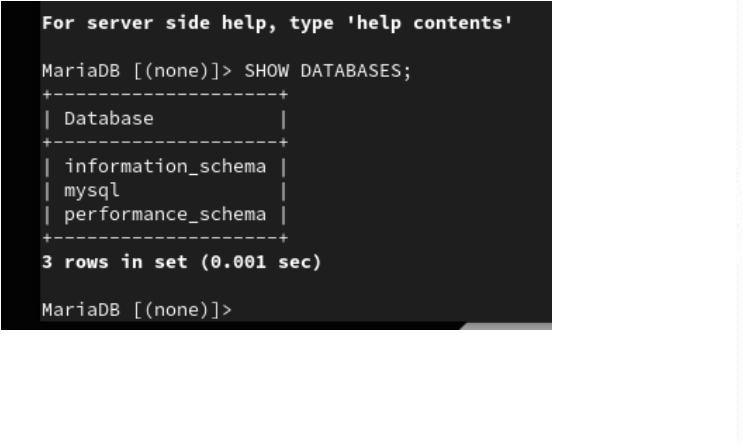 For server side help, type 'help contents'
MariaDB [(none)]> SHOW DATABASES;
+--------------------+
| Database           |
+--------------------+
| information_schema |
| mysql              |
| performance_schema |
+--------------------+
3 rows in set (0.001 sec)
MariaDB [(none)]>